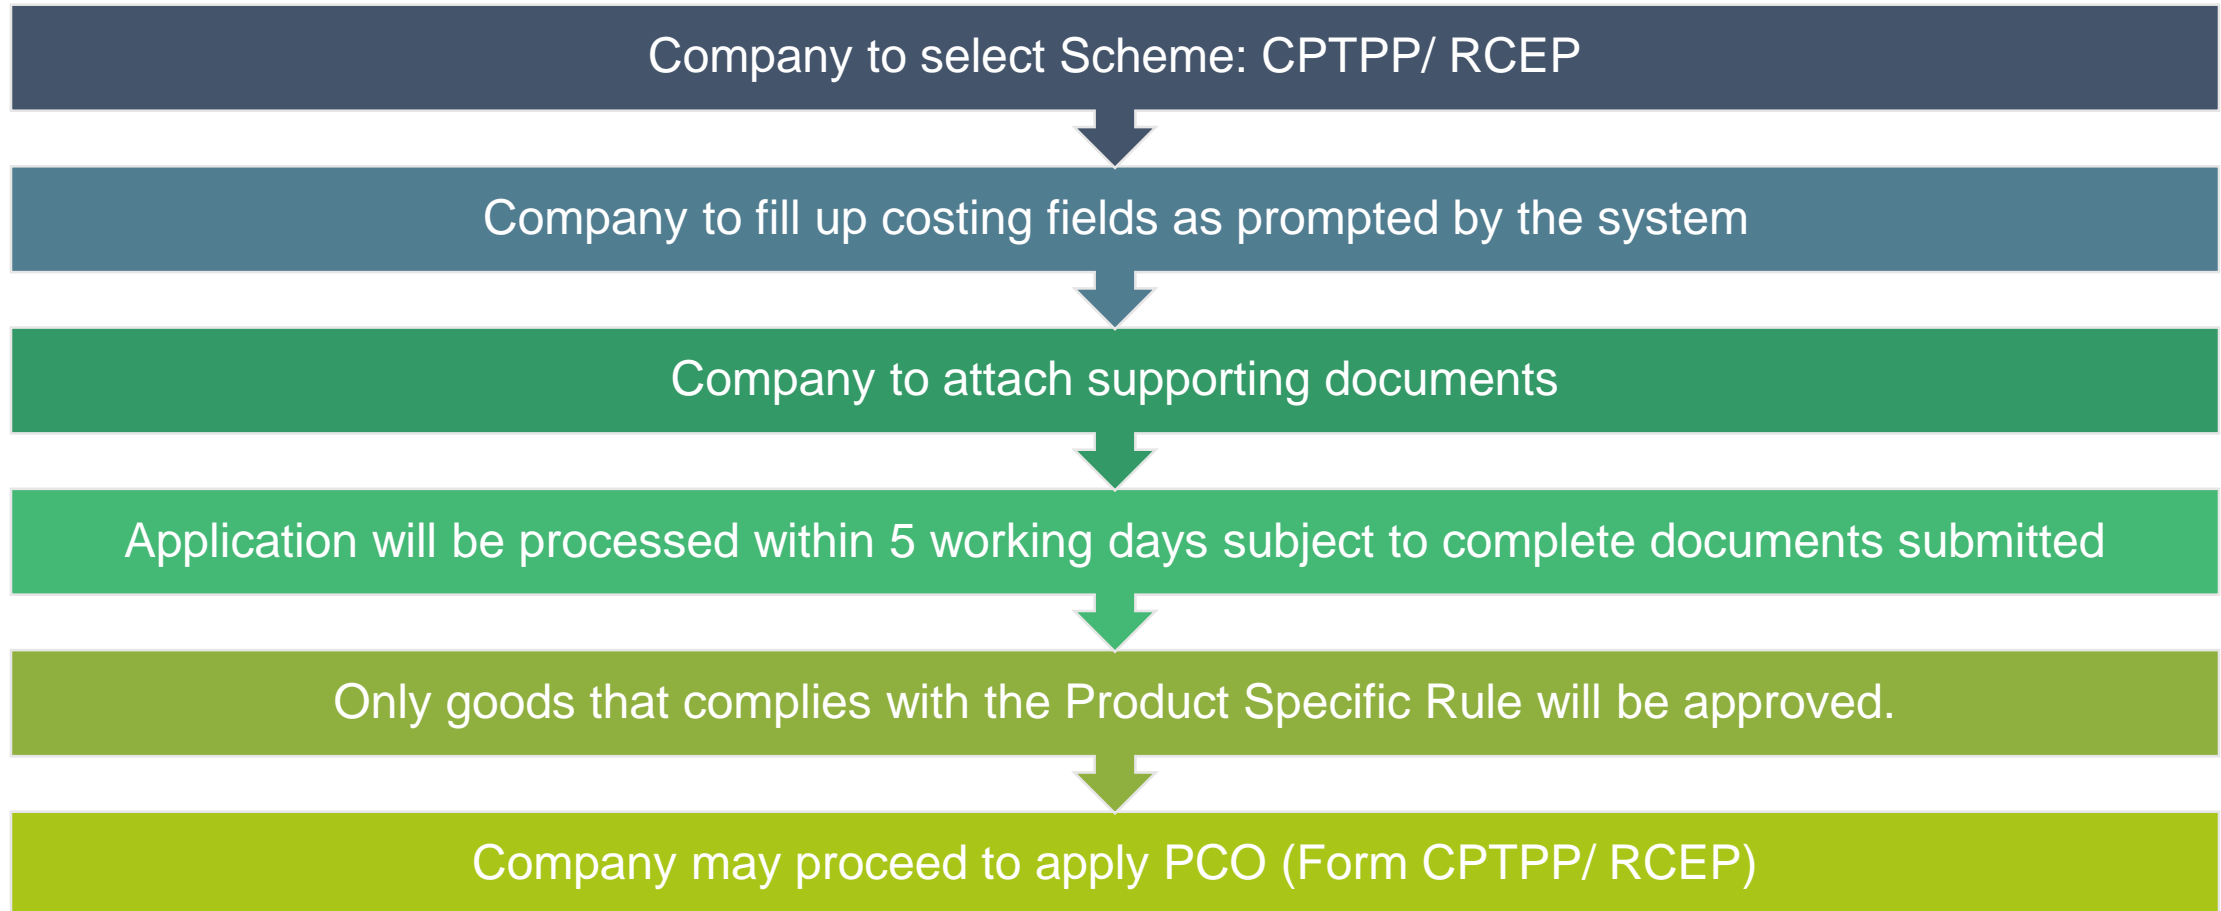 Company to select Scheme: CPTPP/ RCEP
Company to fill up costing fields as prompted by the system
Company to attach supporting documents
Application will be processed within 5 working days subject to complete documents submitted
Only goods that complies with the Product Specific Rule will be approved.
Company may proceed to apply PCO (Form CPTPP/ RCEP)